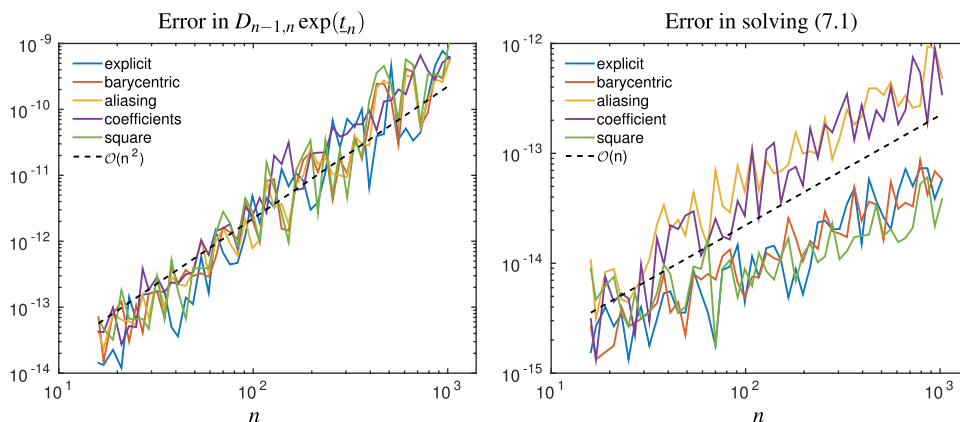 Error in D_{n−1,n} exp(t_n)
10^-9
10^-10
10^-11
10^-12
10^-13
10^-14
explicit
barycentric
aliasing
coefficients
square
O(n^2)
10^1
10^2
10^3
n
Error in solving (7.1)
10^-12
10^-13
10^-14
10^-15
explicit
barycentric
aliasing
coefficient
square
O(n)
10^1
10^2
10^3
n